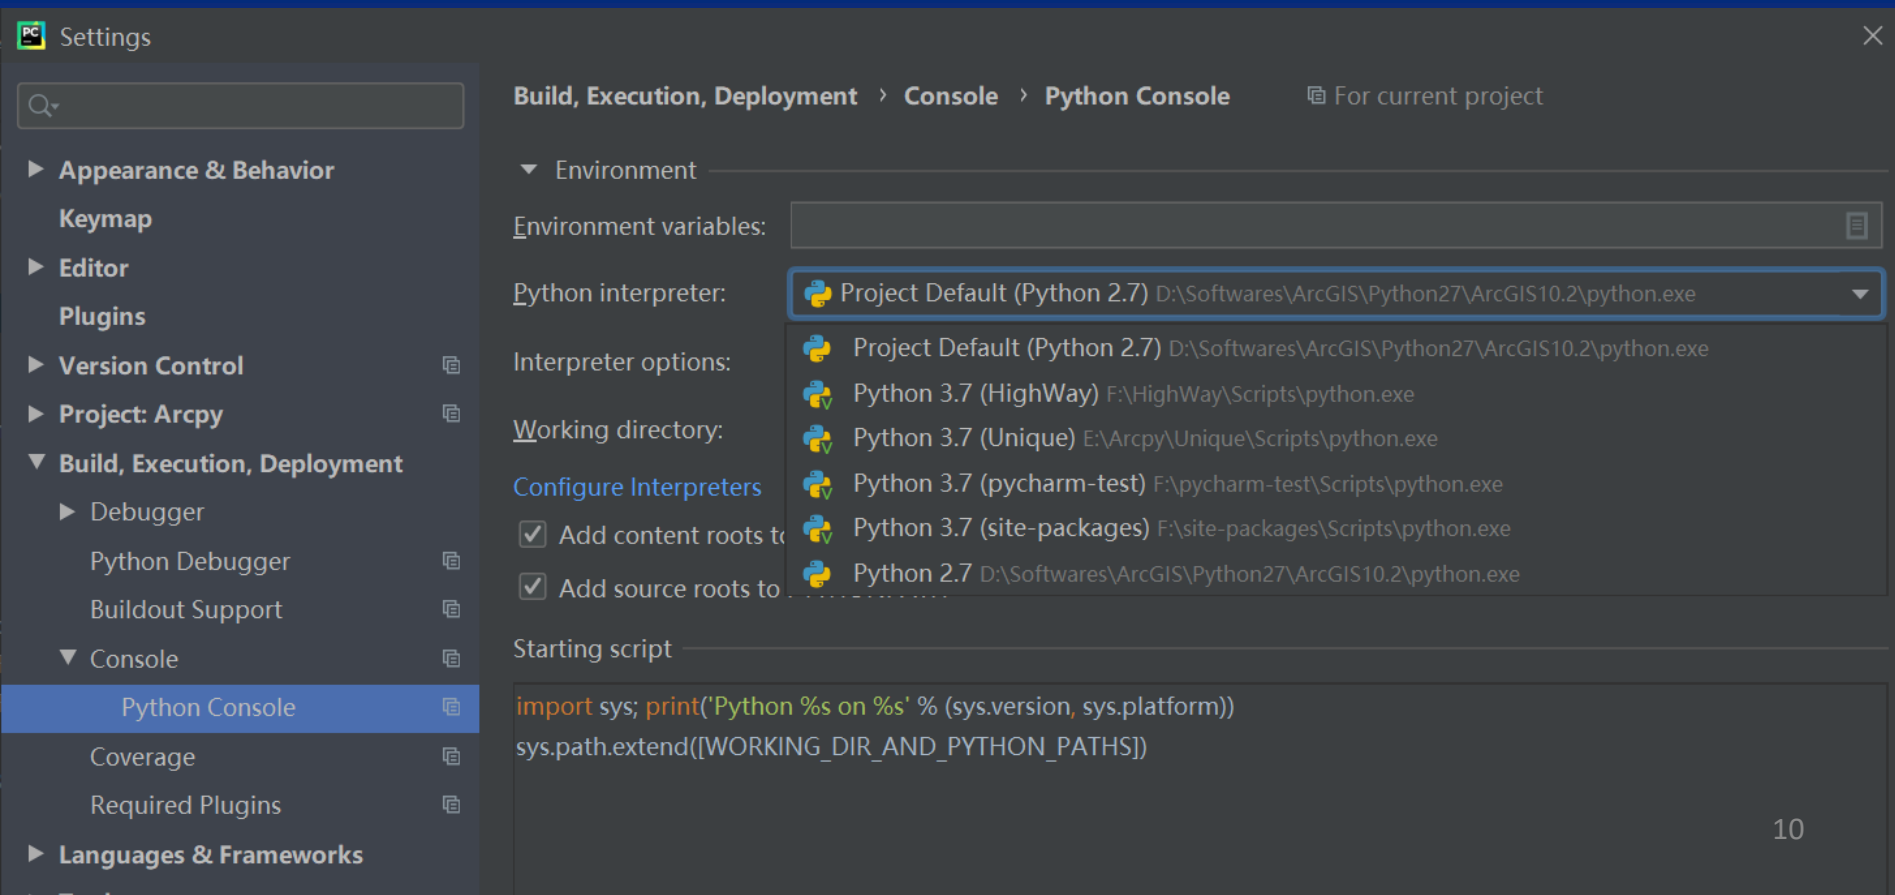 PC Settings
Appearance & Behavior
Keymap
Editor
Plugins
Version Control
Project: Arcpy
Build, Execution, Deployment
Debugger
Python Debugger
Buildout Support
Console
Python Console
Coverage
Required Plugins
Languages & Frameworks
Build, Execution, Deployment › Console › Python Console For current project
Environment
Environment variables:
Python interpreter: Project Default (Python 2.7) D:\Softwares\ArcGIS\Python27\ArcGIS10.2\python.exe
Project Default (Python 2.7) D:\Softwares\ArcGIS\Python27\ArcGIS10.2\python.exe
Python 3.7 (HighWay) F:\HighWay\Scripts\python.exe
Python 3.7 (Unique) E:\Arcpy\Unique\Scripts\python.exe
Python 3.7 (pycharm-test) F:\pycharm-test\Scripts\python.exe
Python 3.7 (site-packages) F:\site-packages\Scripts\python.exe
Python 2.7 D:\Softwares\ArcGIS\Python27\ArcGIS10.2\python.exe
Interpreter options:
Working directory:
Configure Interpreters
Add content roots to
Add source roots to
Starting script
import sys; print('Python %s on %s' % (sys.version, sys.platform))
sys.path.extend([WORKING_DIR_AND_PYTHON_PATHS])
10